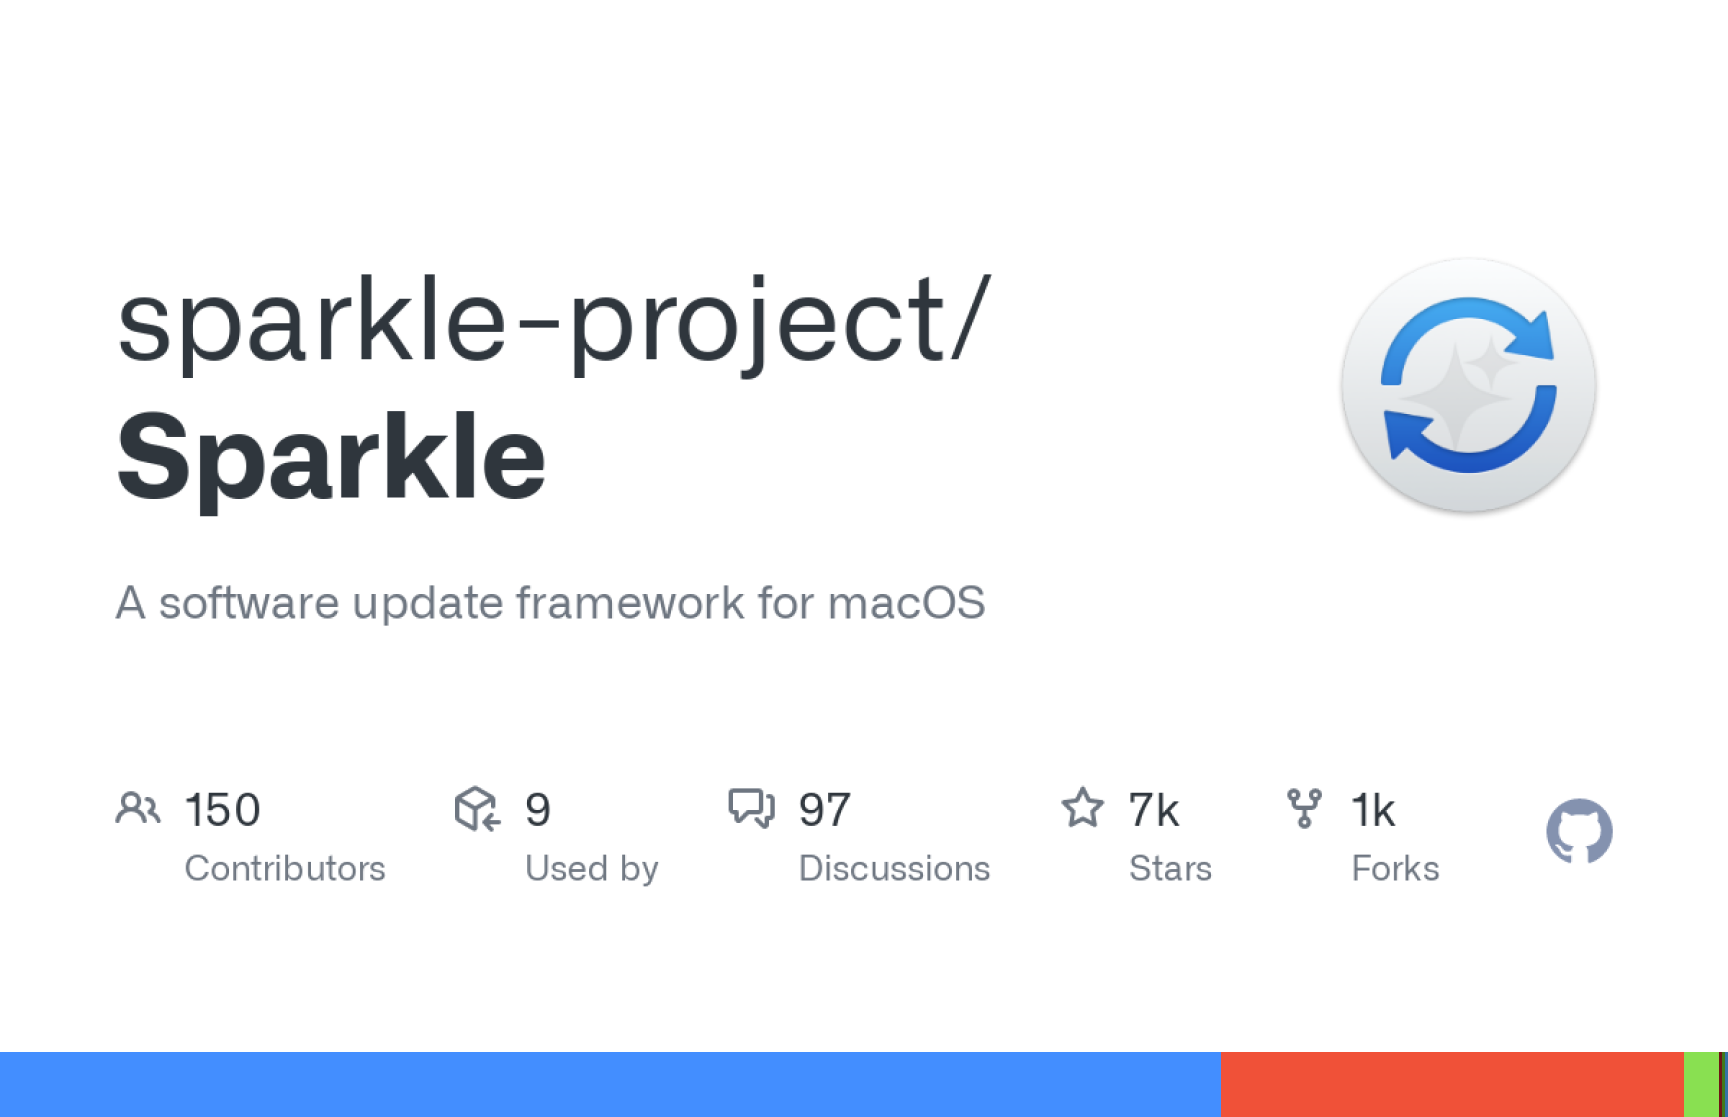 sparkle-project/
Sparkle
A software update framework for macOS
150 9 97 7k 1k
Contributors Used by Discussions Stars Forks